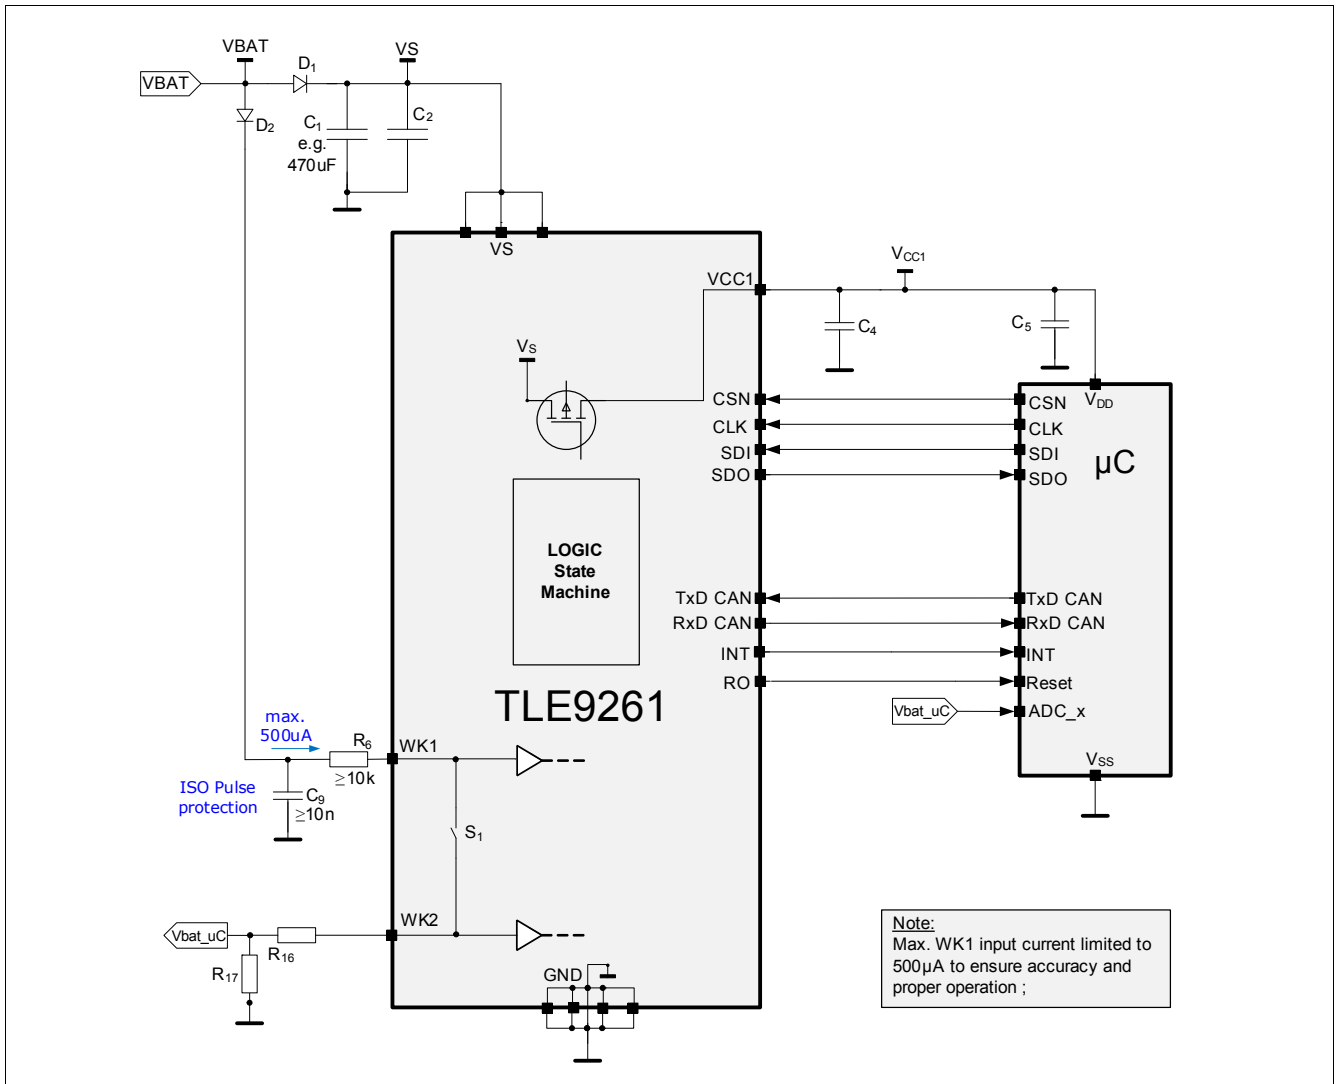 VBAT
VS
VBAT
D1
D2
C1
e.g.
470uF
C2
VS
VCC1
VCC1
C4
C5
VS
VDD
CSN
CLK
SDI
SDO
CSN
CLK
SDI
SDO
µC
LOGIC
State
Machine
TxD CAN
RxD CAN
INT
RO
TxD CAN
RxD CAN
INT
Reset
ADC_x
Vbat_uC
TLE9261
max.
500uA
R6
≥10k
WK1
VSS
ISO Pulse
protection
C9
≥10n
S1
WK2
Vbat_uC
R16
R17
GND
Note:
Max. WK1 input current limited to
500µA to ensure accuracy and
proper operation ;